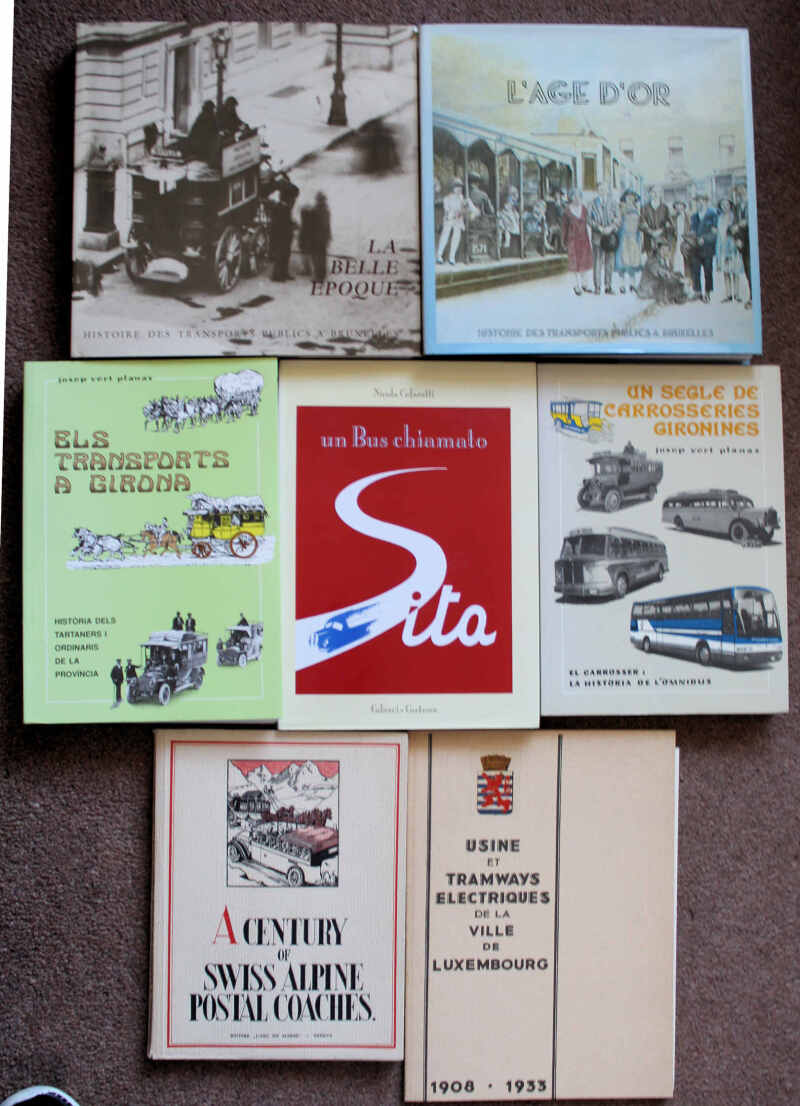 LA
BELLE
EPOQUE
HISTOIRE DES TRANSPORTS PUBLICS A BRUXELLES
L'AGE D'OR
HISTOIRE DES TRANSPORTS PUBLICS A BRUXELLES
josep vert planas
ELS
TRANSPORTS
A GIRONA
HISTÒRIA DELS
TARTANERS I
ORDINARIS
DE LA
PROVÍNCIA
un Bus chiamato
Sita
UN SEGLE DE
CARROSSERIES
GIRONINES
josep vert planas
EL CARROSSER I
LA HISTÒRIA DE L'ÒMNIBUS
A CENTURY
OF
SWISS ALPINE
POSTAL COACHES.
USINE
ET
TRAMWAYS
ELECTRIQUES
DE LA
VILLE
DE
LUXEMBOURG
1908 · 1933